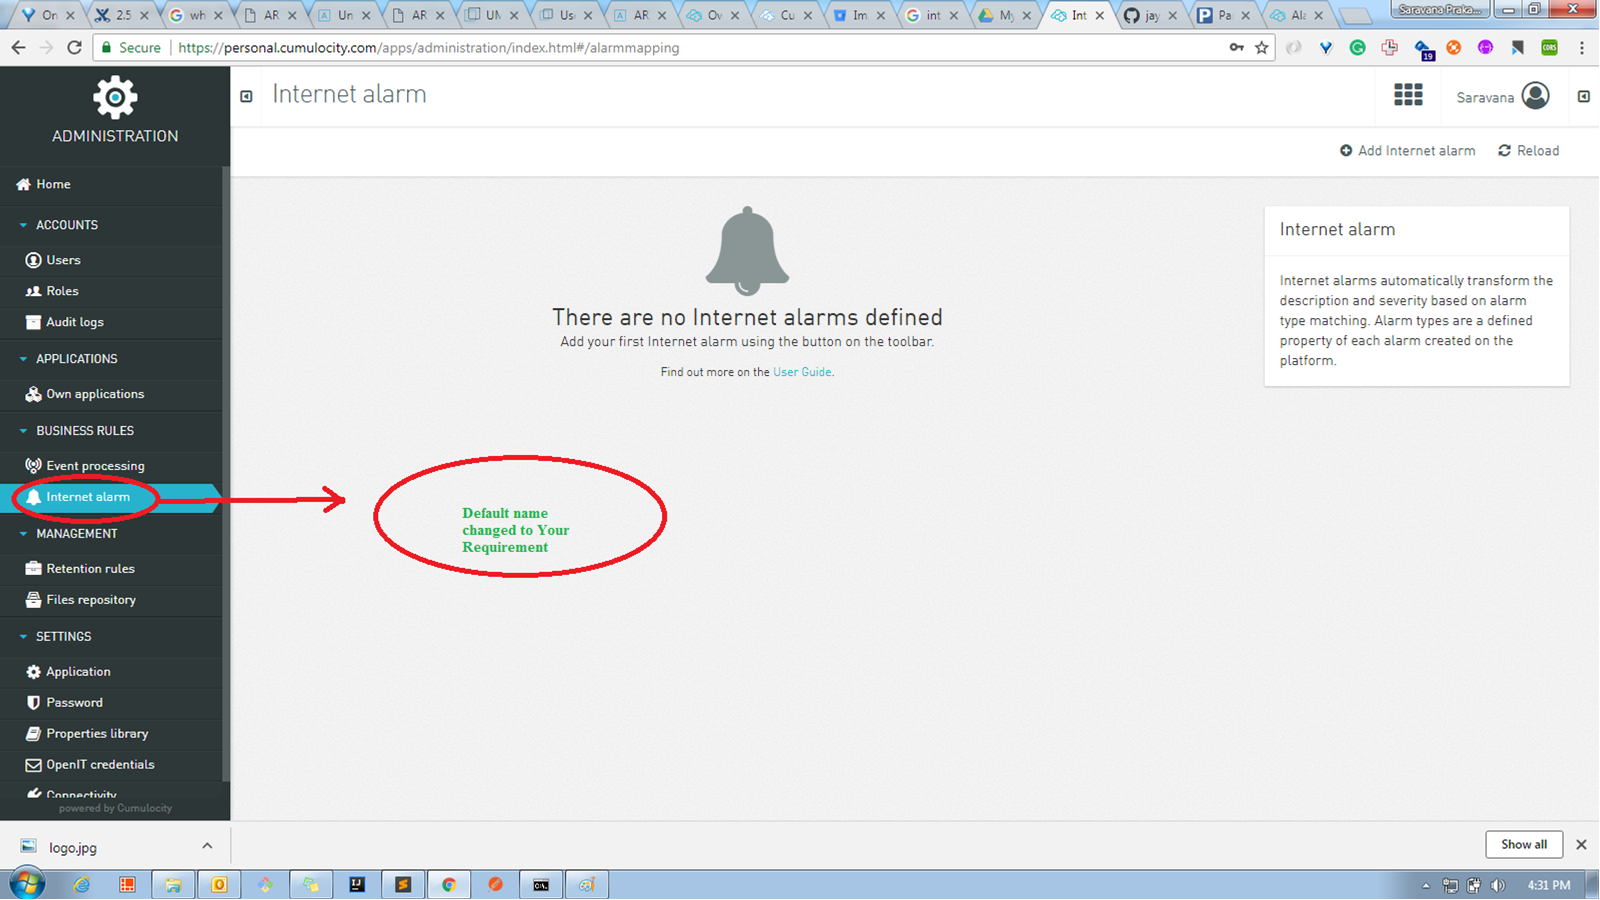 On
2.5
wh
AR
Un
AR
UM
Us
AR
Ov
Cu
Im
int
My
Int
jay
Pa
Ala
Saravana Praka...
Secure
https://personal.cumulocity.com/apps/administration/index.html#/alarmmapping
19
CORS
ADMINISTRATION
Internet alarm
Saravana
Add Internet alarm
Reload
Home
ACCOUNTS
Users
Roles
Audit logs
APPLICATIONS
Own applications
BUSINESS RULES
Event processing
Internet alarm
MANAGEMENT
Retention rules
Files repository
SETTINGS
Application
Password
Properties library
OpenIT credentials
Connectivity
powered by Cumulocity
There are no Internet alarms defined
Add your first Internet alarm using the button on the toolbar.
Find out more on the User Guide.
Internet alarm
Internet alarms automatically transform the
description and severity based on alarm
type matching. Alarm types are a defined
property of each alarm created on the
platform.
Default name
changed to Your
Requirement
logo.jpg
Show all
4:31 PM